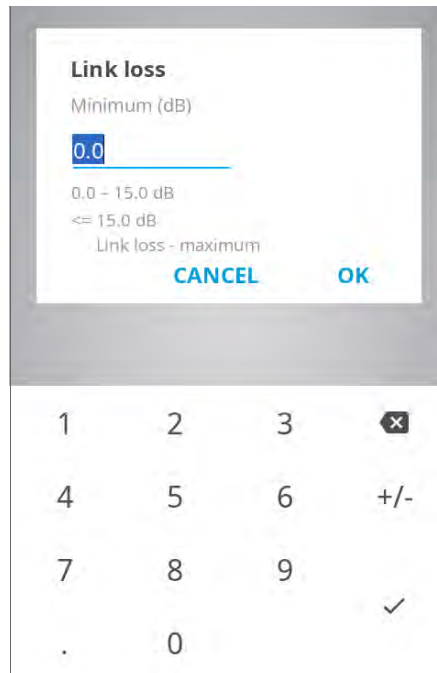 Link loss
Minimum (dB)
0.0
0.0 – 15.0 dB
<= 15.0 dB
Link loss - maximum
CANCEL OK
1 2 3
4 5 6 +/-
7 8 9
. 0